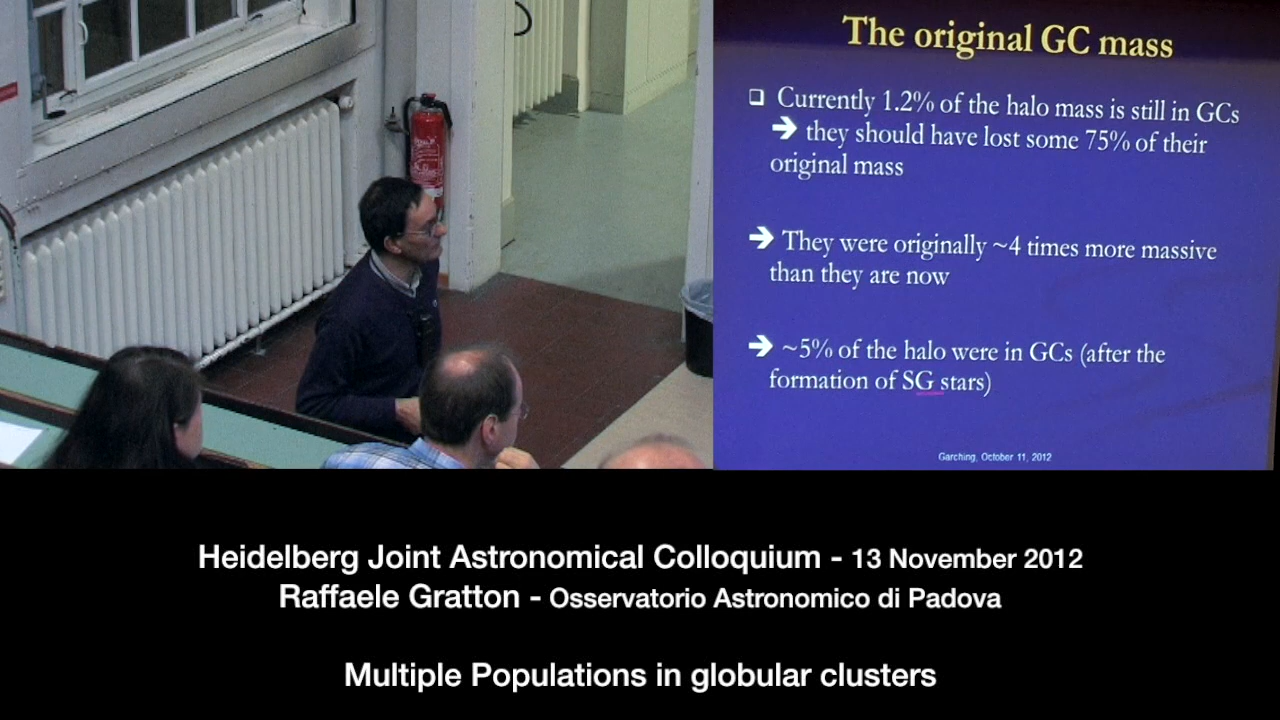 The original GC mass
Currently 1.2% of the halo mass is still in GCs
➔ they should have lost some 75% of their
original mass
➔ They were originally ~4 times more massive
than they are now
➔ ~5% of the halo were in GCs (after the
formation of SG stars)
Garching, October 11, 2012
Heidelberg Joint Astronomical Colloquium - 13 November 2012
Raffaele Gratton - Osservatorio Astronomico di Padova
Multiple Populations in globular clusters